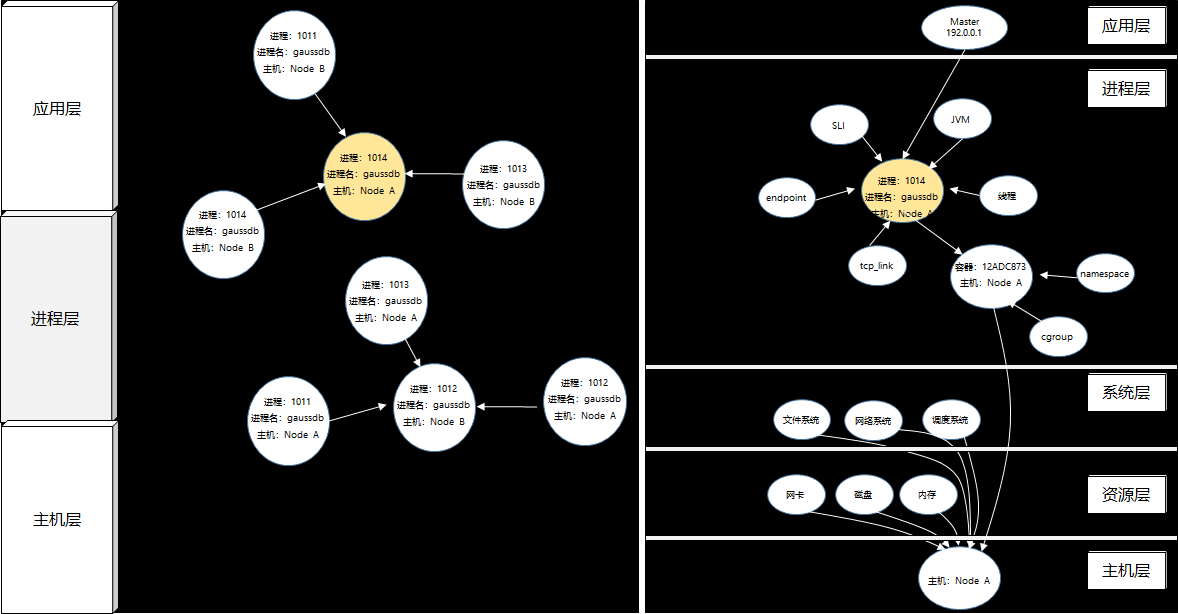 应用层
进程层
主机层
进程：1011
进程名：gaussdb
主机：Node B
进程：1014
进程名：gaussdb
主机：Node A
进程：1013
进程名：gaussdb
主机：Node B
进程：1014
进程名：gaussdb
主机：Node B
进程：1013
进程名：gaussdb
主机：Node A
进程：1011
进程名：gaussdb
主机：Node A
进程：1012
进程名：gaussdb
主机：Node B
进程：1012
进程名：gaussdb
主机：Node A
Master
192.0.0.1
应用层
进程层
SLI
JVM
endpoint
进程：1014
进程名：gaussdb
主机：Node A
线程
tcp_link
容器：12ADC873
主机：Node A
namespace
cgroup
系统层
文件系统
网络系统
调度系统
资源层
网卡
磁盘
内存
主机层
主机：Node A